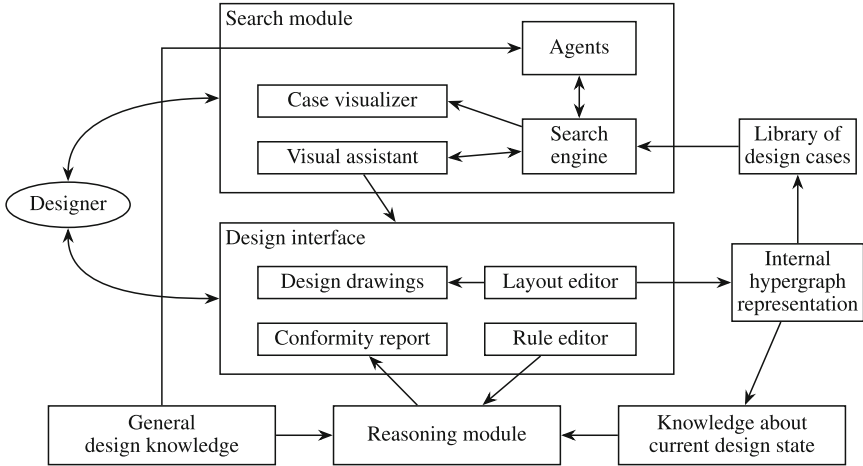 Search module
Agents
Case visualizer
Visual assistant
Search
engine
Library of
design cases
Designer
Design interface
Design drawings
Layout editor
Conformity report
Rule editor
Internal
hypergraph
representation
General
design knowledge
Reasoning module
Knowledge about
current design state